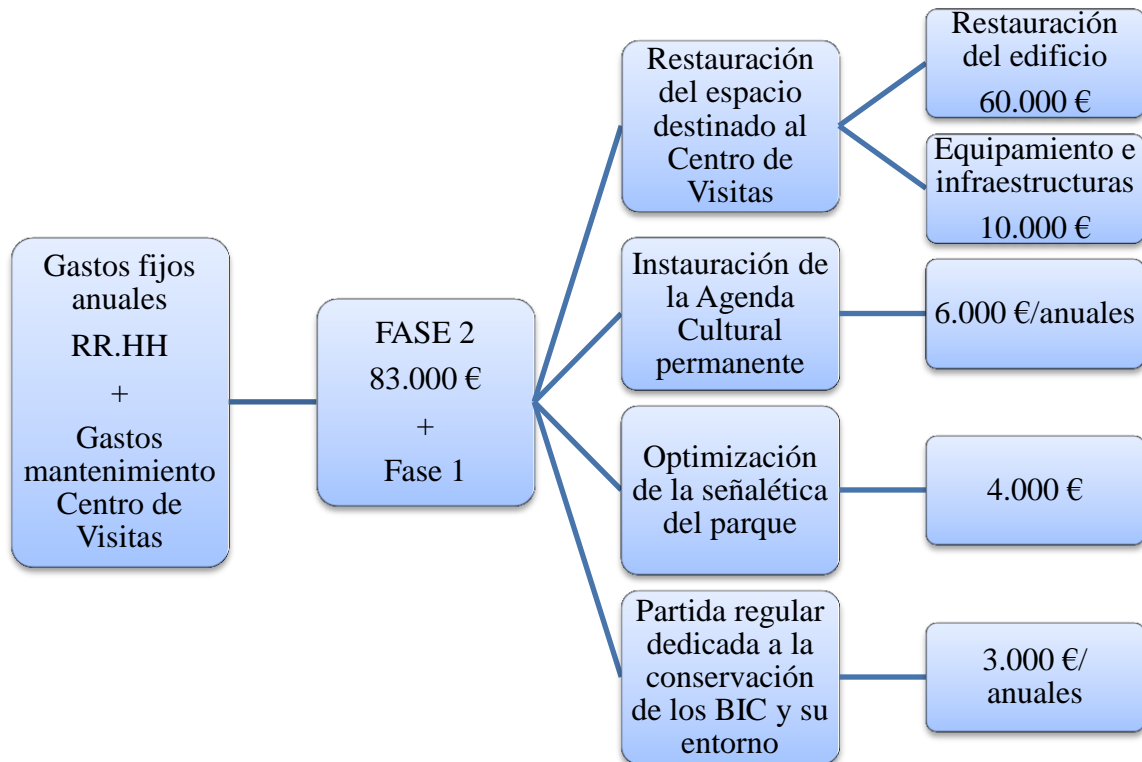 Gastos fijos
anuales
RR.HH
+
Gastos
mantenimiento
Centro de
Visitas
FASE 2
83.000 €
+
Fase 1
Restauración
del espacio
destinado al
Centro de
Visitas
Restauración
del edificio
60.000 €
Equipamiento e
infraestructuras
10.000 €
Instauración de
la Agenda
Cultural
permanente
6.000 €/anuales
Optimización
de la señalética
del parque
4.000 €
Partida regular
dedicada a la
conservación
de los BIC y su
entorno
3.000 €/
anuales